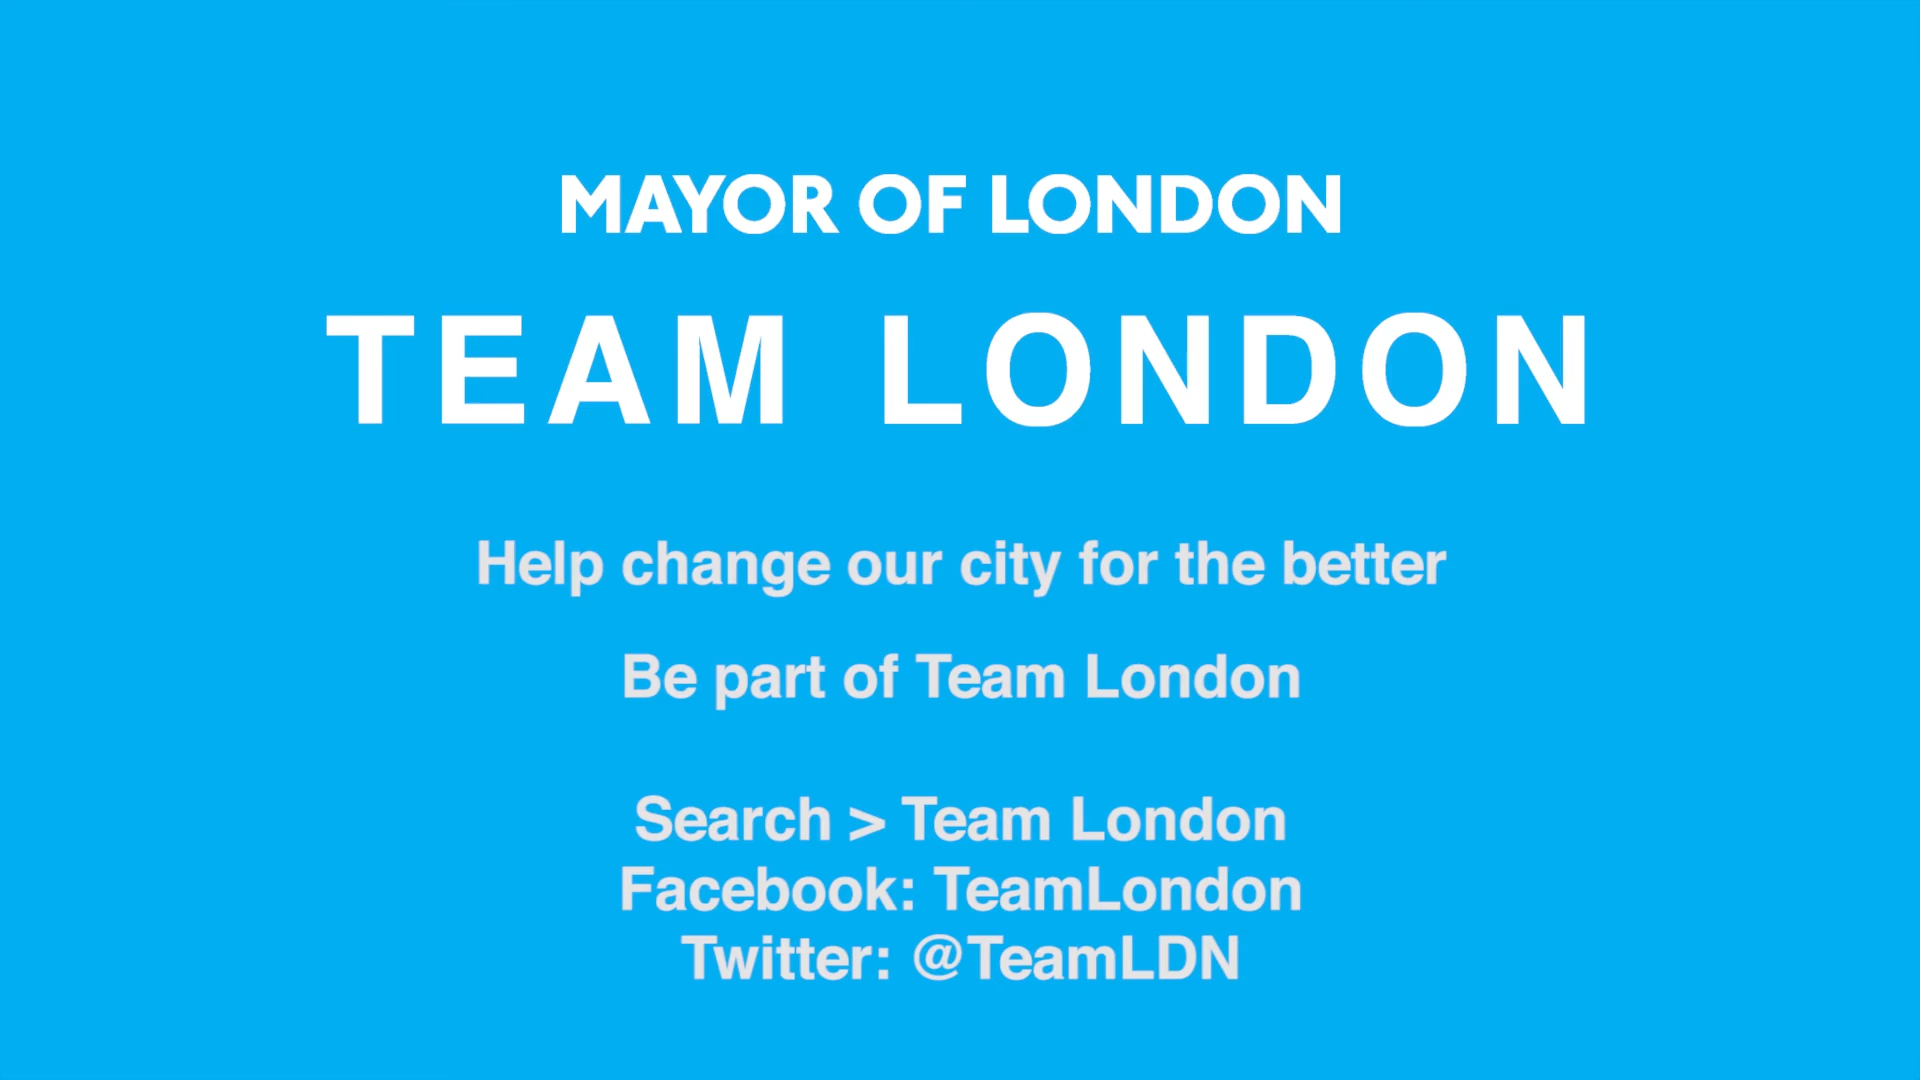 MAYOR OF LONDON
TEAM LONDON
Help change our city for the better
Be part of Team London
Search > Team London
Facebook: TeamLondon
Twitter: @TeamLDN